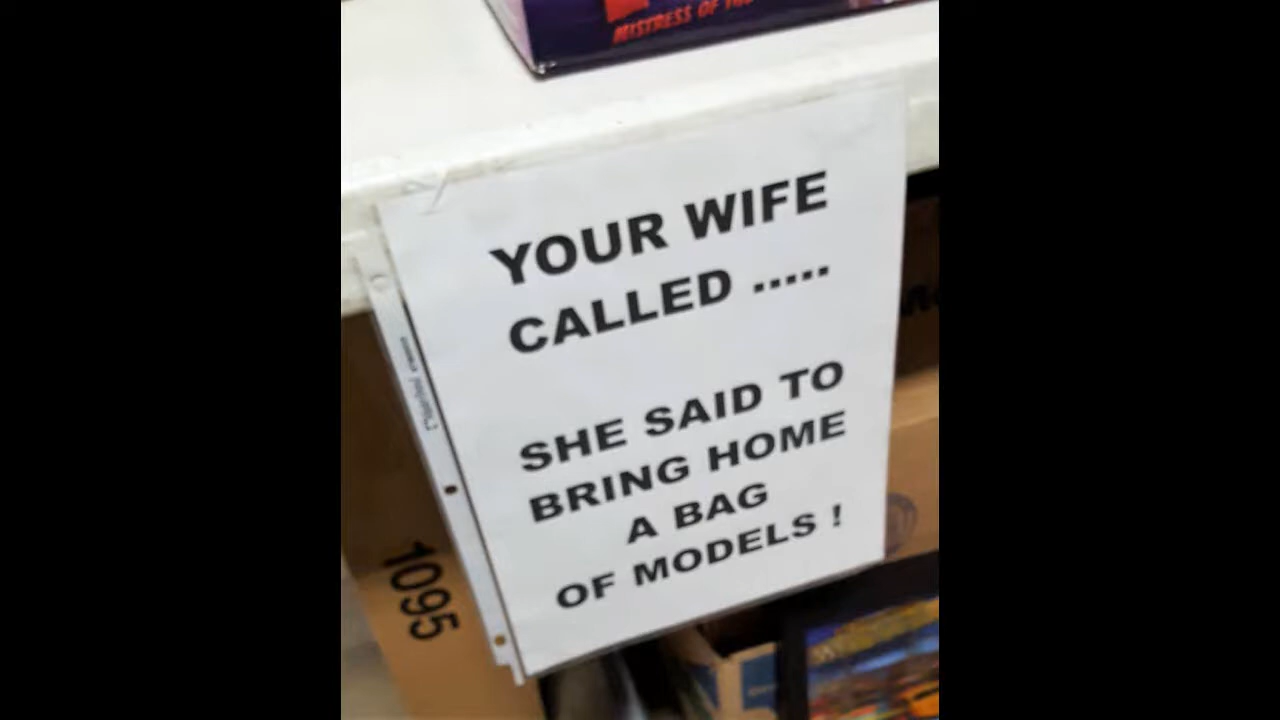 MISTRESS OF
YOUR WIFE
CALLED .....
SHE SAID TO
BRING HOME
A BAG
OF MODELS !
1095